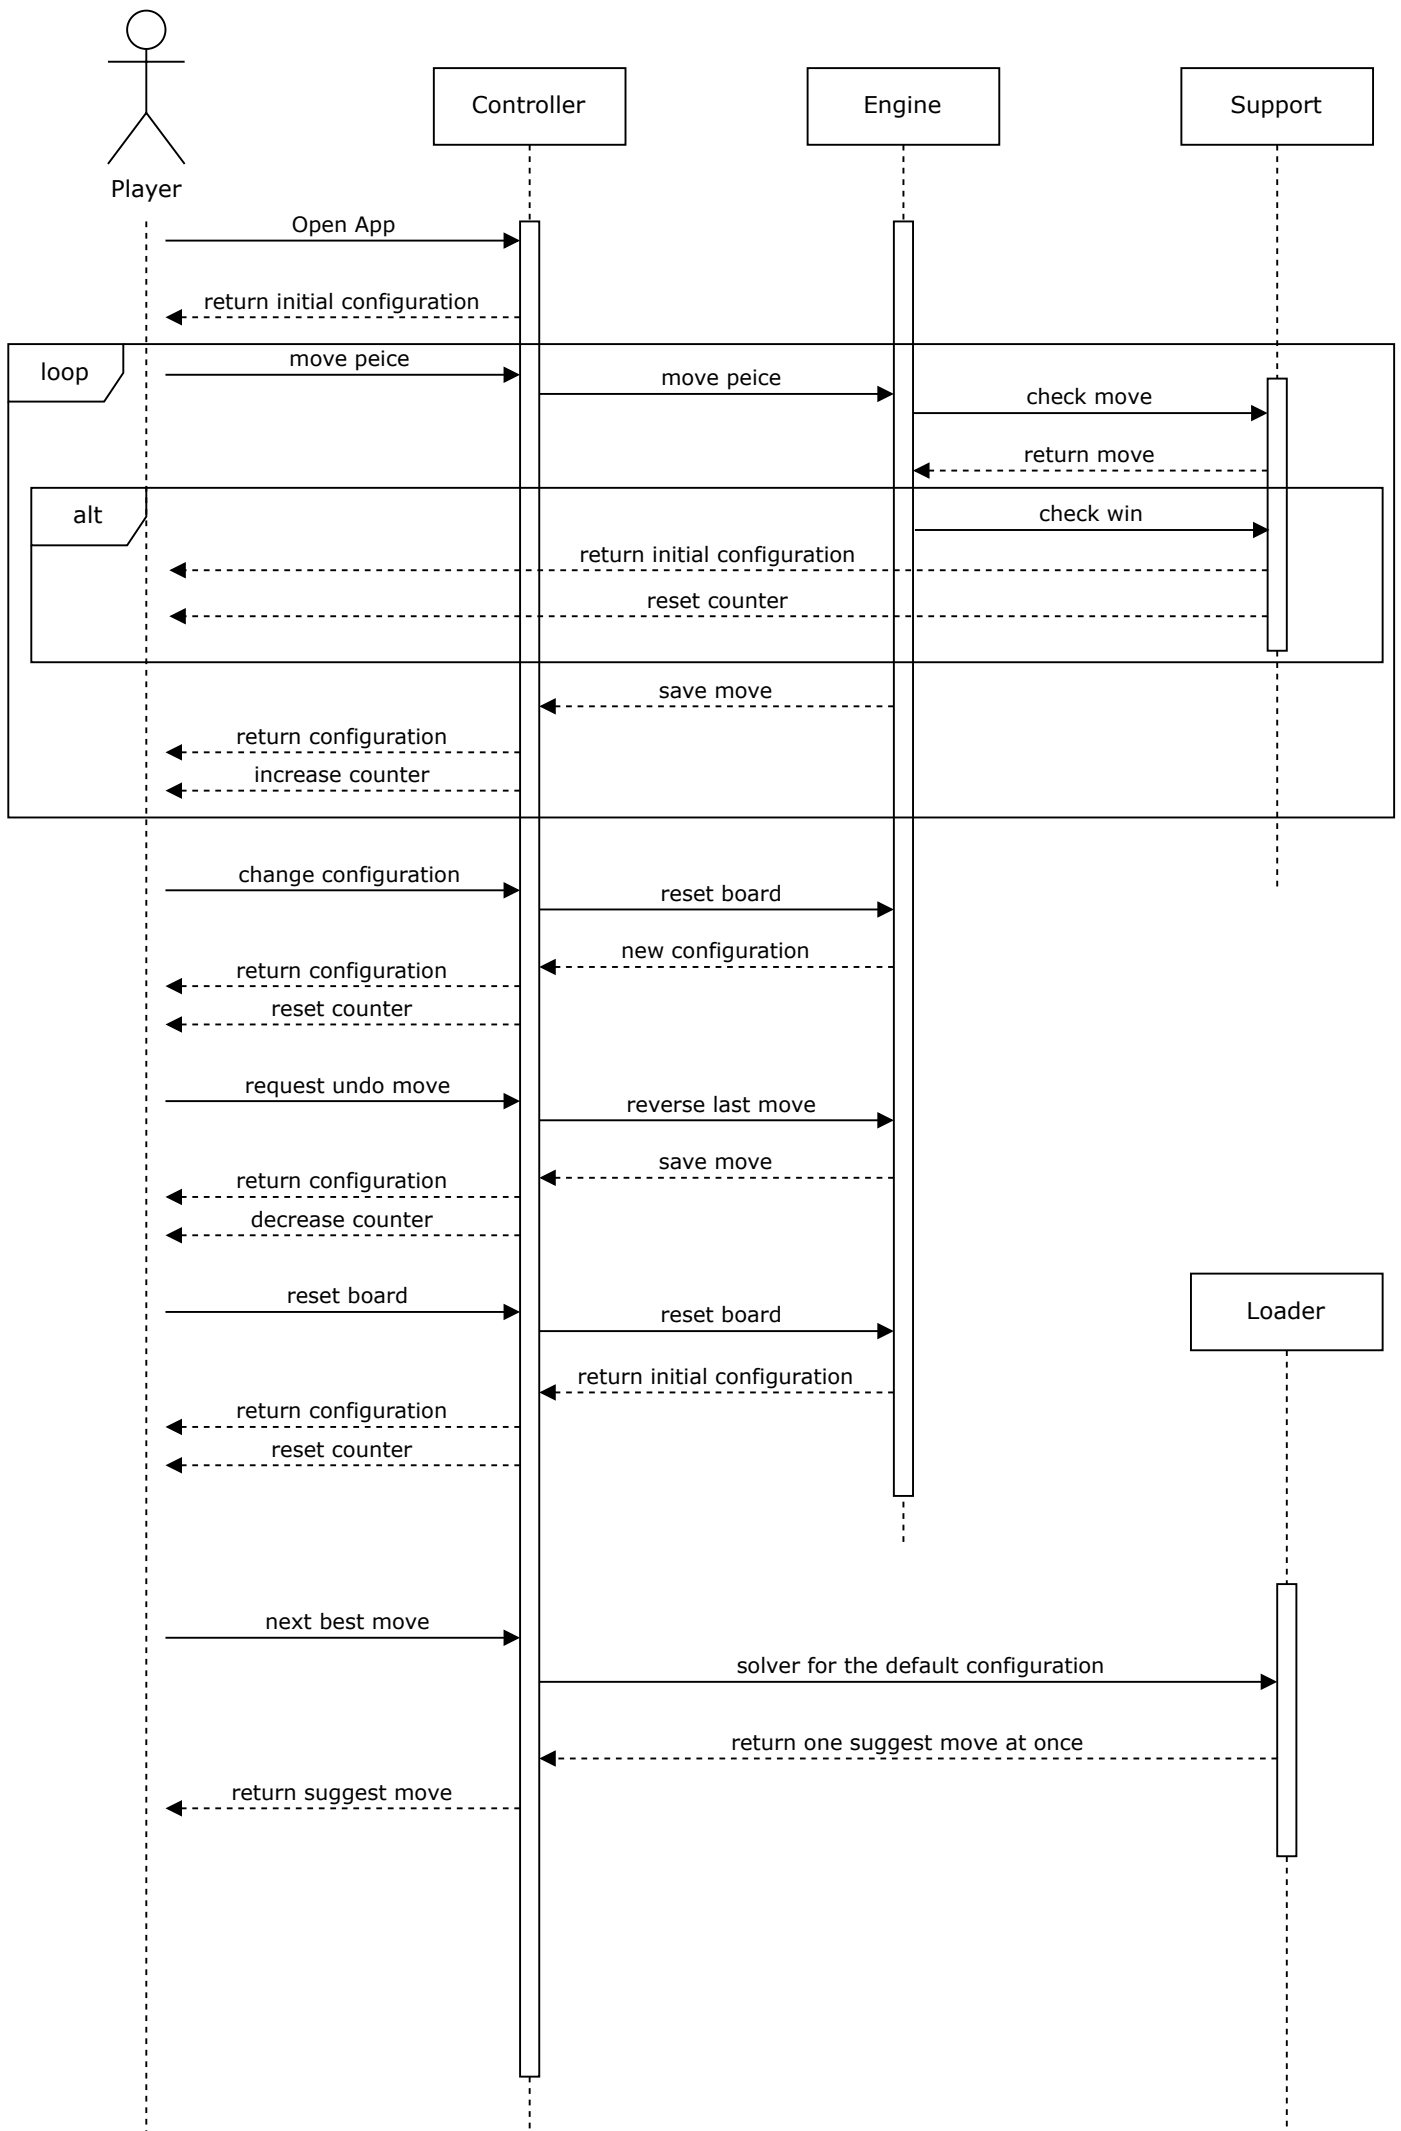 Controller
Engine
Support
Player
Open App
return initial configuration
loop
move peice
move peice
check move
return move
alt
check win
return initial configuration
reset counter
save move
return configuration
increase counter
change configuration
reset board
new configuration
return configuration
reset counter
request undo move
reverse last move
save move
return configuration
decrease counter
reset board
Loader
reset board
return initial configuration
return configuration
reset counter
next best move
solver for the default configuration
return one suggest move at once
return suggest move